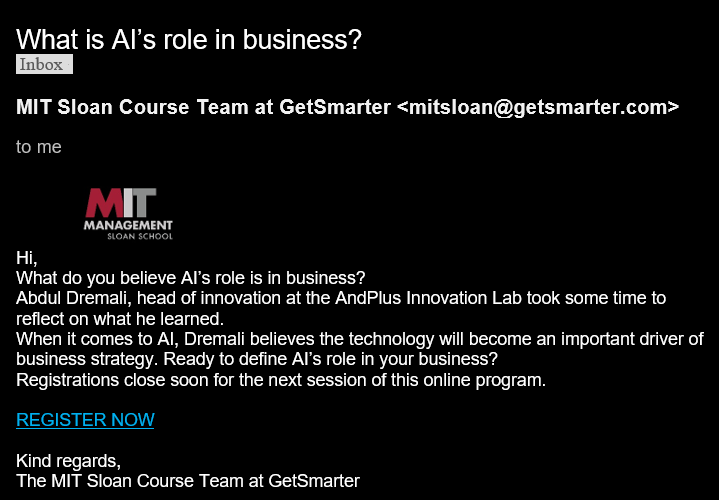 What is AI’s role in business?
Inbox
MIT Sloan Course Team at GetSmarter <mitsloan@getsmarter.com>
to me
MIT
MANAGEMENT
SLOAN SCHOOL
Hi,
What do you believe AI’s role is in business?
Abdul Dremali, head of innovation at the AndPlus Innovation Lab took some time to
reflect on what he learned.
When it comes to AI, Dremali believes the technology will become an important driver of
business strategy. Ready to define AI’s role in your business?
Registrations close soon for the next session of this online program.
REGISTER NOW
Kind regards,
The MIT Sloan Course Team at GetSmarter